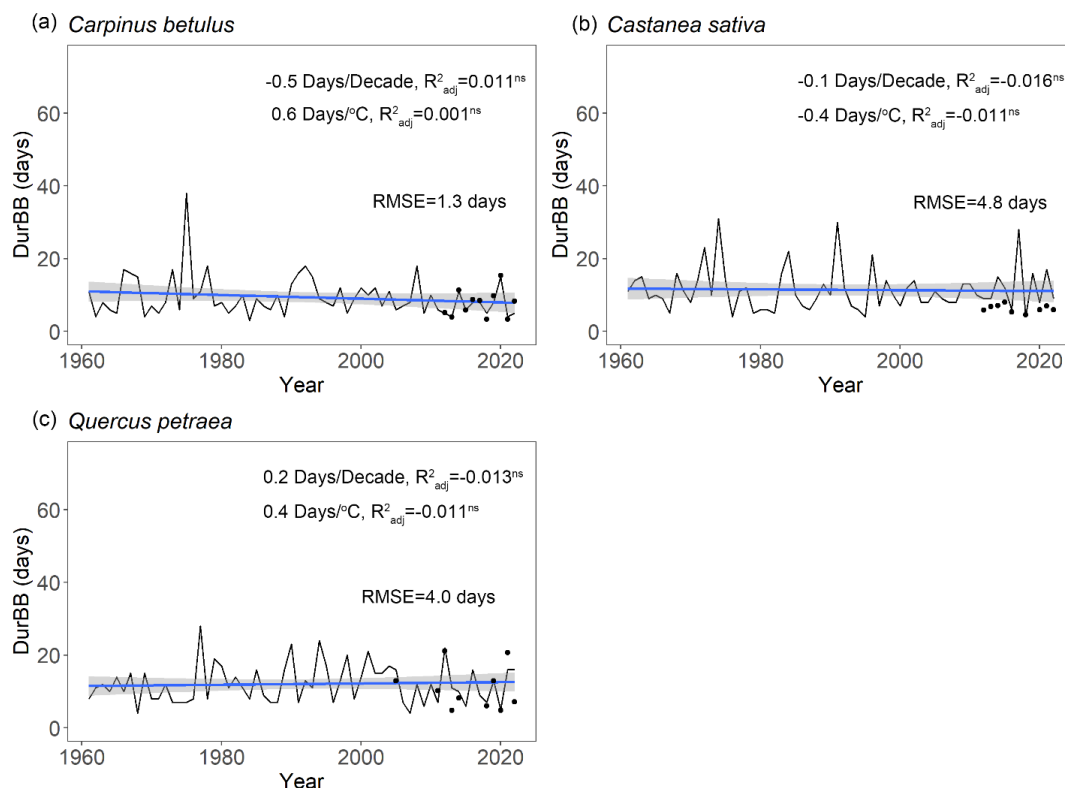 (a) Carpinus betulus
-0.5 Days/Decade, R²adj=0.011ns
0.6 Days/°C, R²adj=0.001ns
RMSE=1.3 days
DurBB (days)
60
40
20
0
1960 1980 2000 2020
Year
(b) Castanea sativa
-0.1 Days/Decade, R²adj=-0.016ns
-0.4 Days/°C, R²adj=-0.011ns
RMSE=4.8 days
DurBB (days)
60
40
20
0
1960 1980 2000 2020
Year
(c) Quercus petraea
0.2 Days/Decade, R²adj=-0.013ns
0.4 Days/°C, R²adj=-0.011ns
RMSE=4.0 days
DurBB (days)
60
40
20
0
1960 1980 2000 2020
Year